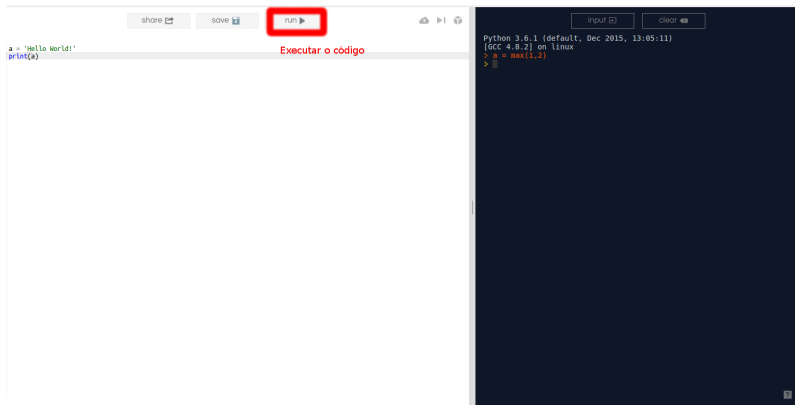 share
save
run
Executar o código
a = 'Hello World!'
print(a)
input
clear
Python 3.6.1 (default, Dec 2015, 13:05:11)
[GCC 4.8.2] on linux
> a = max(1,2)
>
?